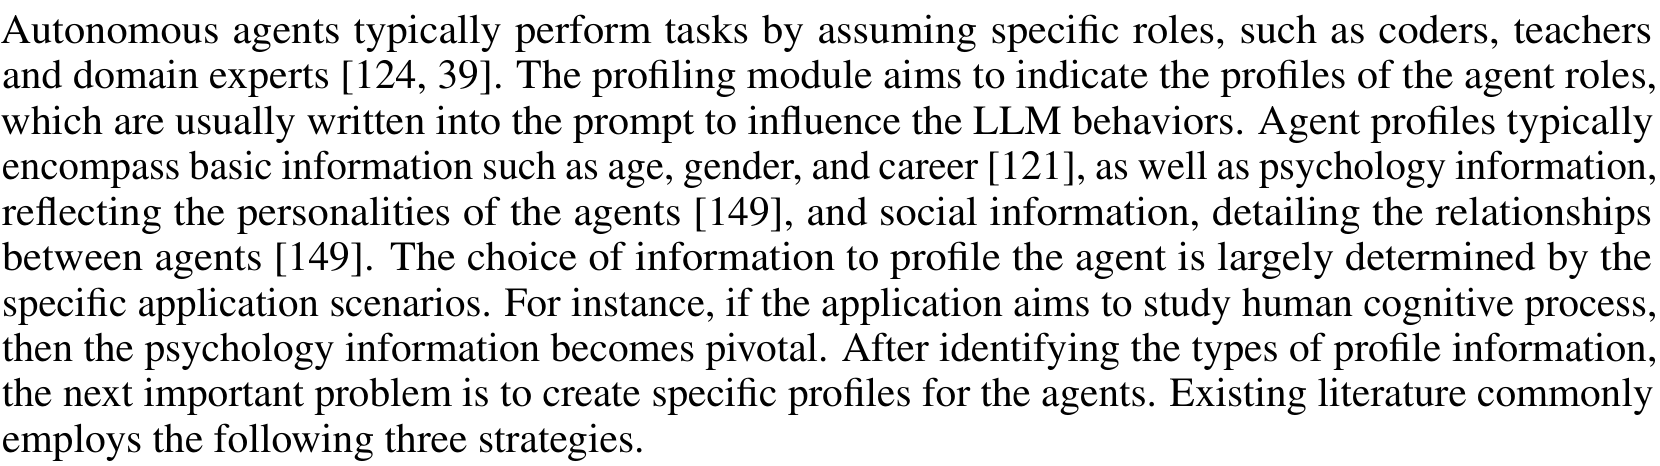 Autonomous agents typically perform tasks by assuming specific roles, such as coders, teachers
and domain experts [124, 39]. The profiling module aims to indicate the profiles of the agent roles,
which are usually written into the prompt to influence the LLM behaviors. Agent profiles typically
encompass basic information such as age, gender, and career [121], as well as psychology information,
reflecting the personalities of the agents [149], and social information, detailing the relationships
between agents [149]. The choice of information to profile the agent is largely determined by the
specific application scenarios. For instance, if the application aims to study human cognitive process,
then the psychology information becomes pivotal. After identifying the types of profile information,
the next important problem is to create specific profiles for the agents. Existing literature commonly
employs the following three strategies.